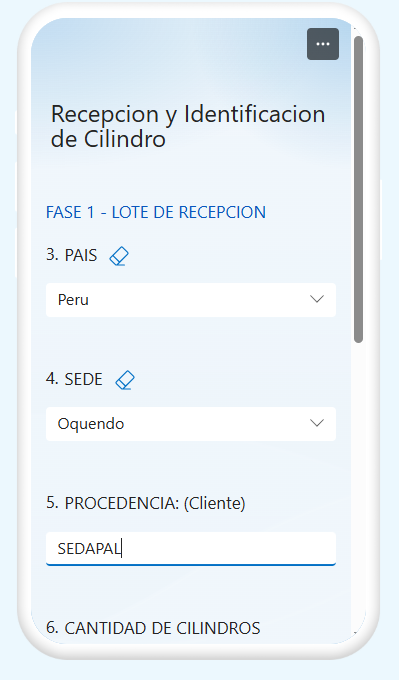 ...
Recepcion y Identificacion
de Cilindro
FASE 1 - LOTE DE RECEPCION
3. PAIS
Peru
4. SEDE
Oquendo
5. PROCEDENCIA: (Cliente)
SEDAPAL
6. CANTIDAD DE CILINDROS